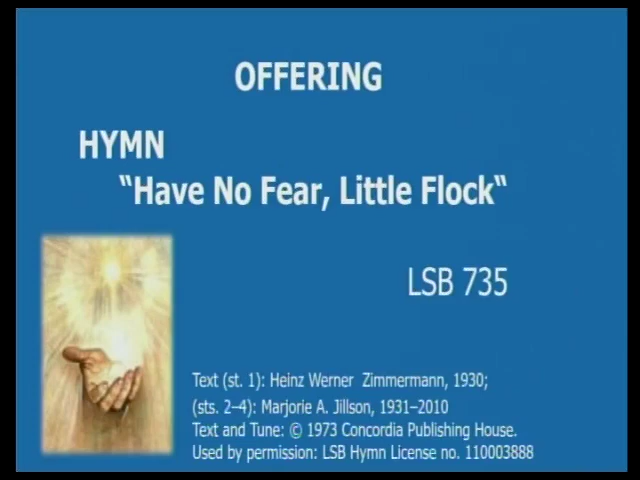 OFFERING
HYMN
"Have No Fear, Little Flock"
LSB 735
Text (st. 1): Heinz Werner Zimmermann, 1930;
(sts. 2–4): Marjorie A. Jillson, 1931–2010
Text and Tune: © 1973 Concordia Publishing House.
Used by permission: LSB Hymn License no. 110003888